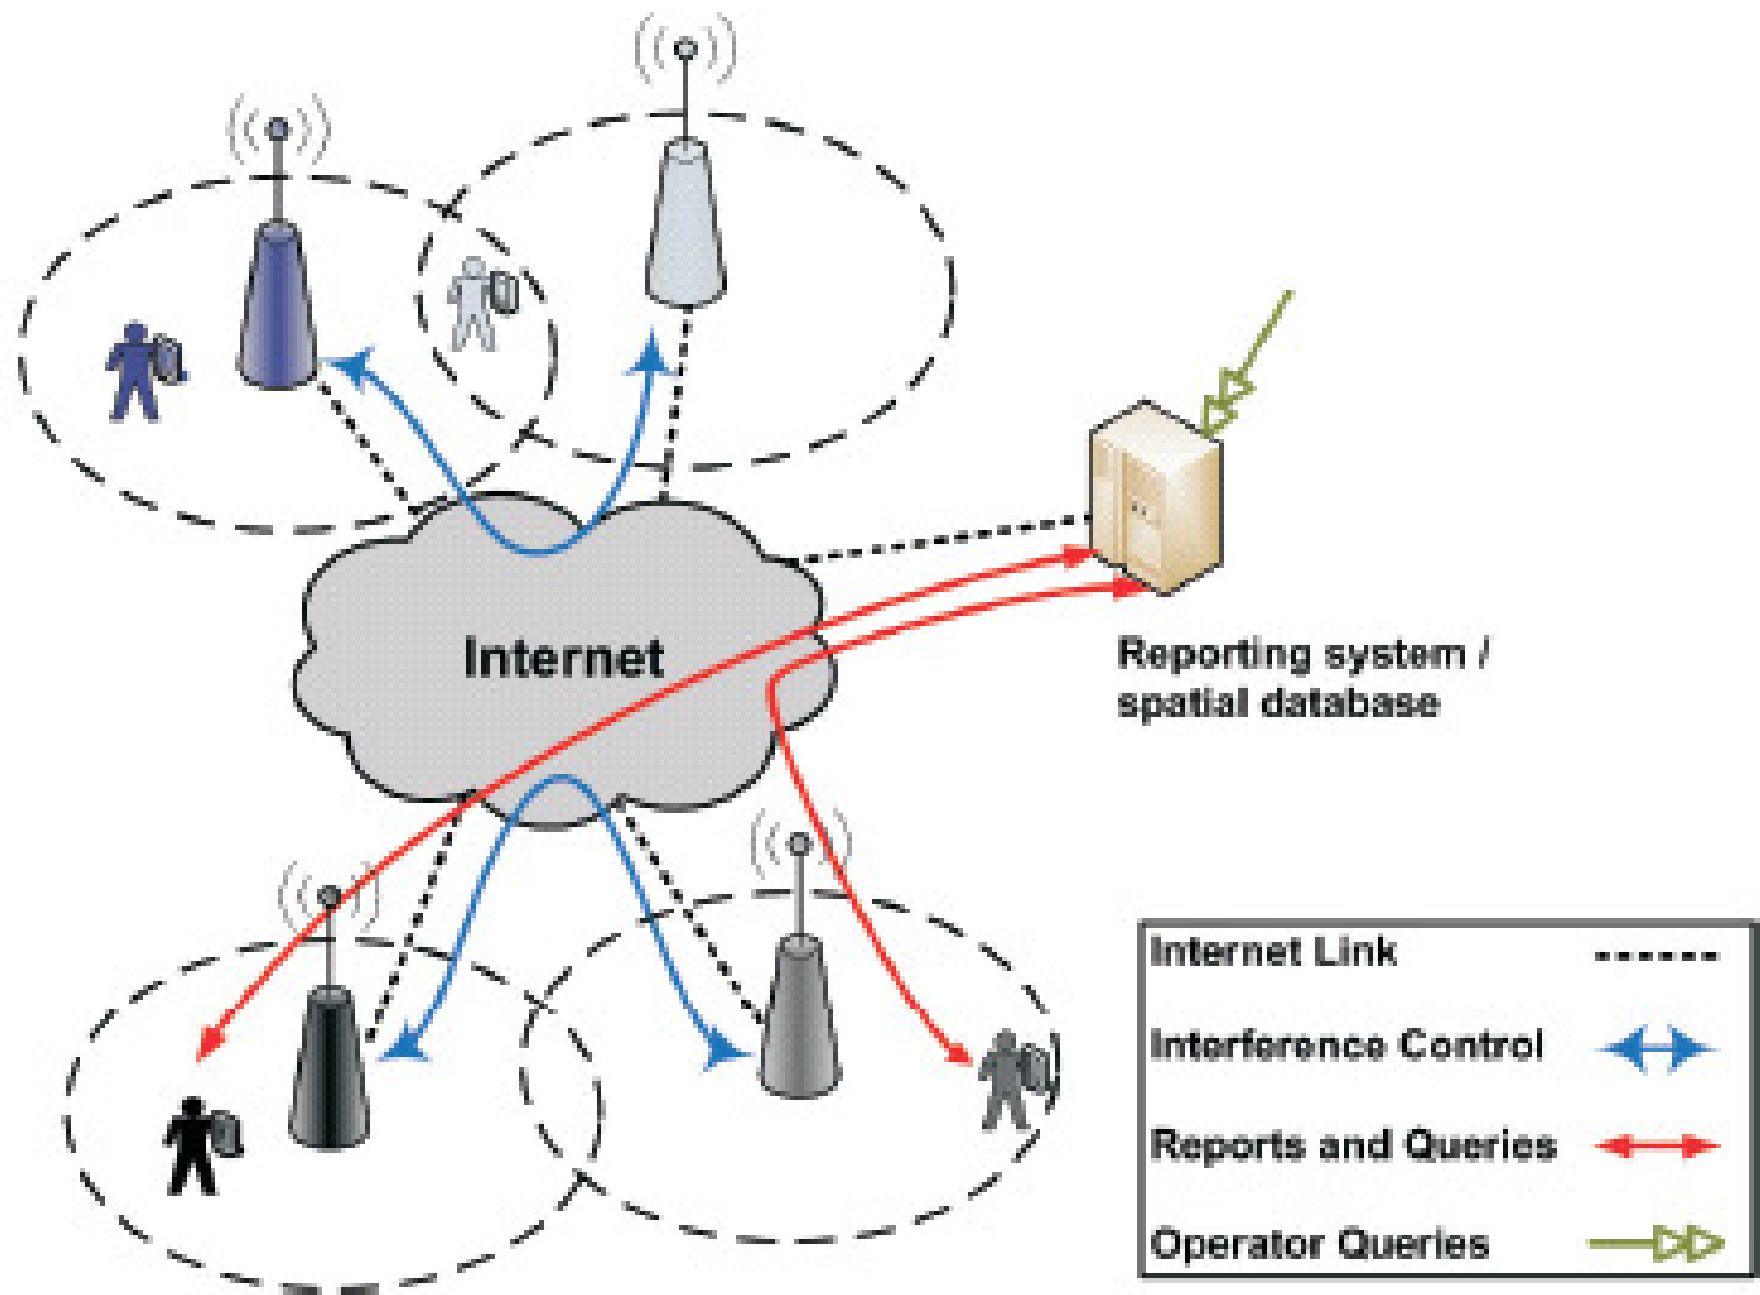 Internet
Reporting system /
spatial database
Internet Link
Interference Control
Reports and Queries
Operator Queries